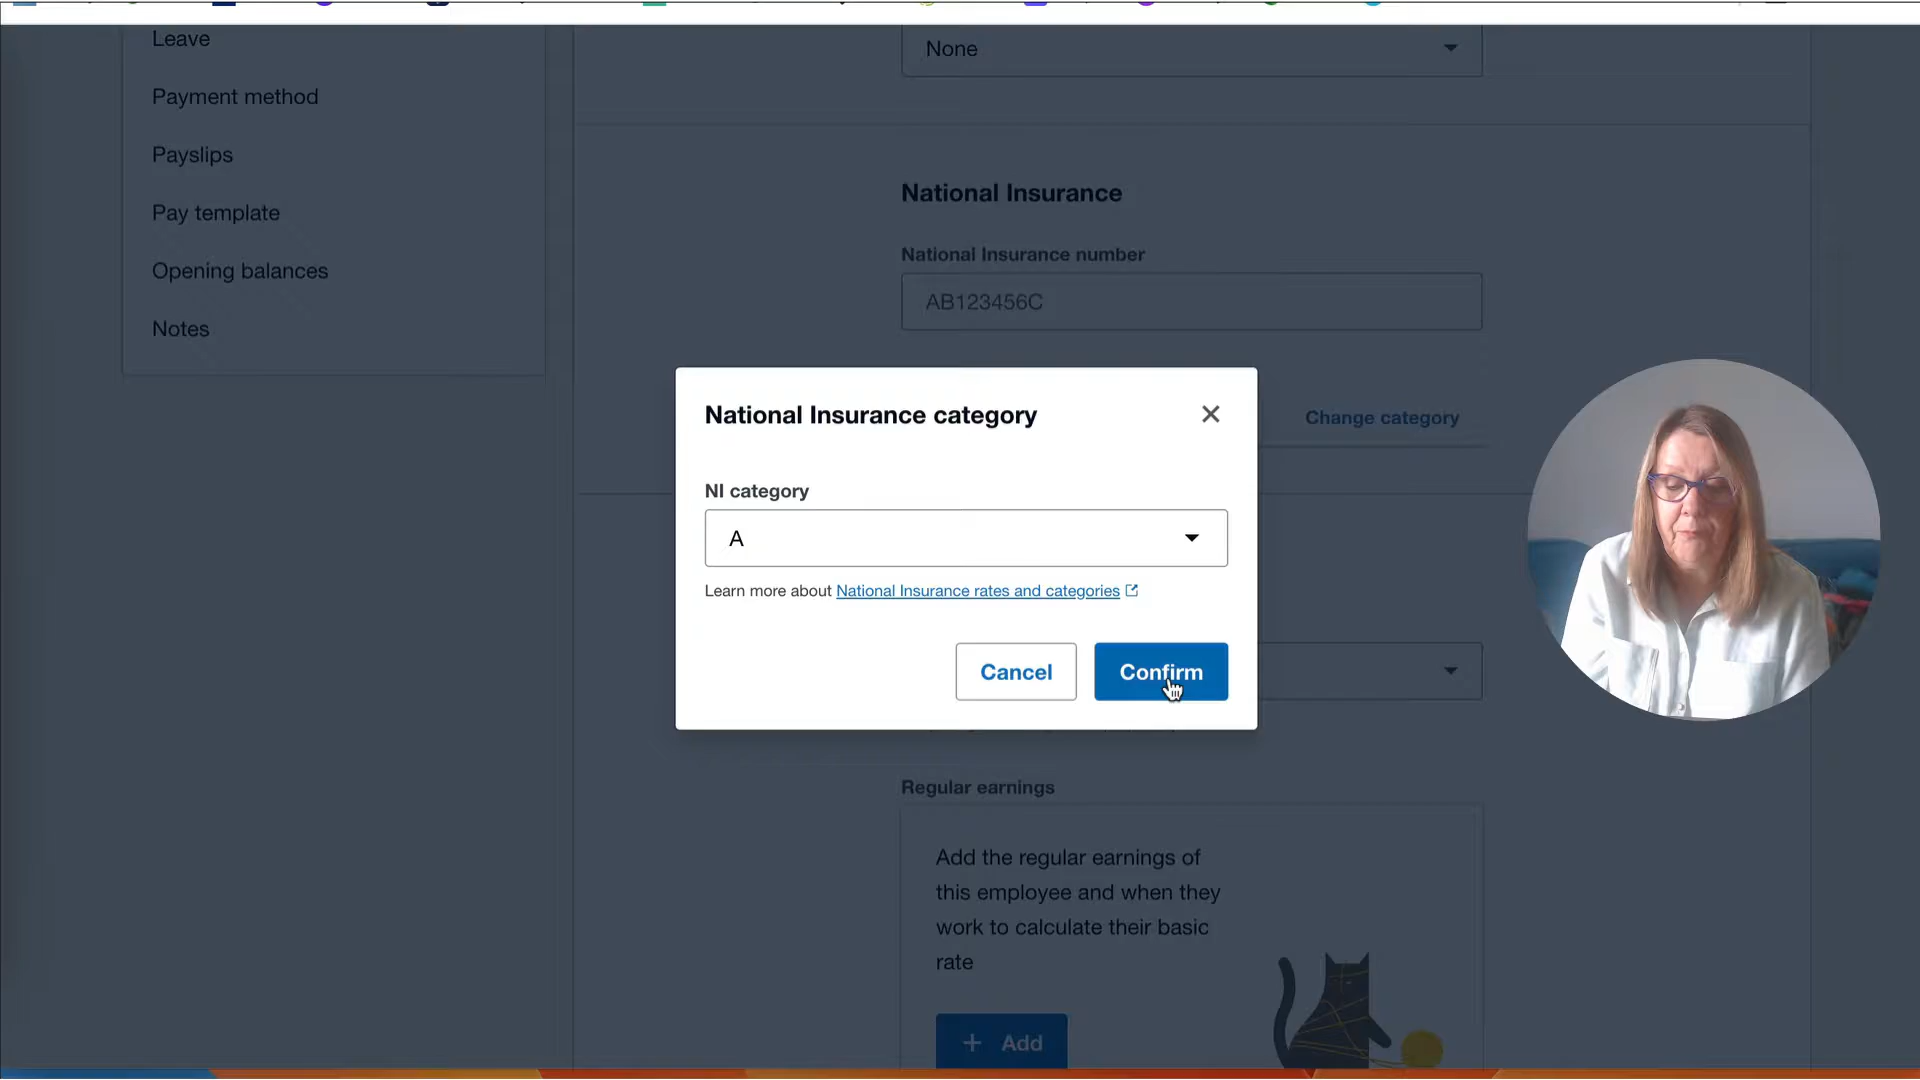 Leave
None
Payment method
Payslips
National Insurance
Pay template
National Insurance number
Opening balances
AB123456C
Notes
National Insurance category
Change category
NI category
A
Learn more about National Insurance rates and categories
Cancel
Confirm
Regular earnings
Add the regular earnings of
this employee and when they
work to calculate their basic
rate
+ Add